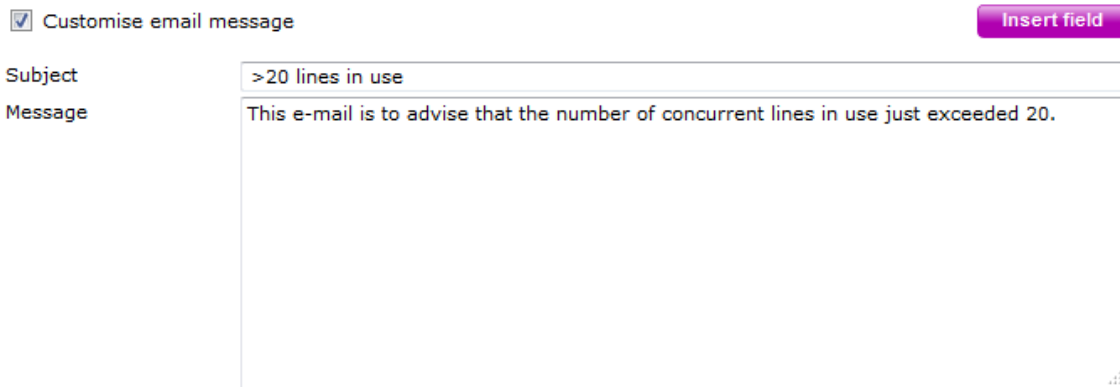 Customise email message
Insert field
Subject
>20 lines in use
Message
This e-mail is to advise that the number of concurrent lines in use just exceeded 20.